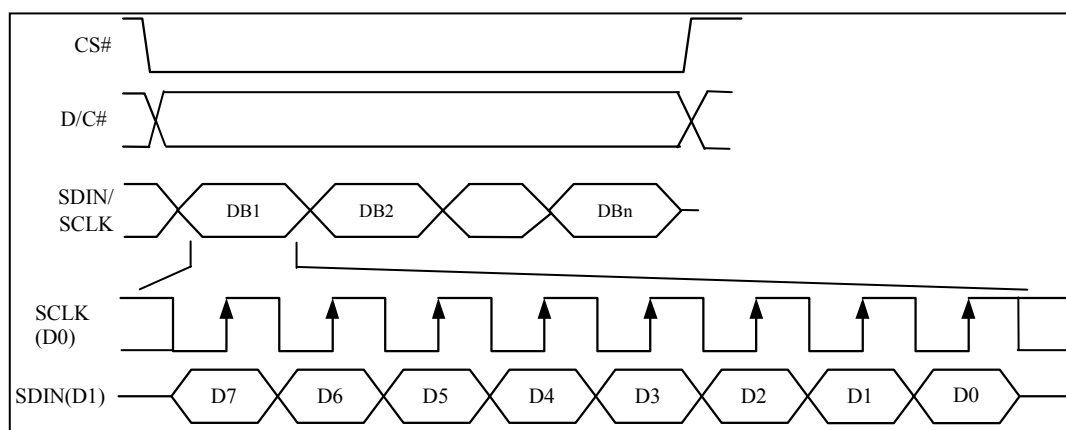 CS#
D/C#
SDIN/
SCLK
DB1 DB2 DBn
SCLK
(D0)
SDIN(D1) D7 D6 D5 D4 D3 D2 D1 D0